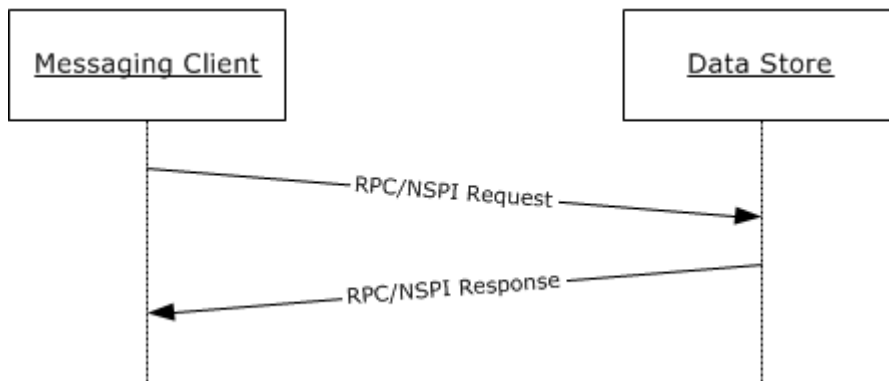 Messaging Client
Data Store
RPC/NSPI Request
RPC/NSPI Response